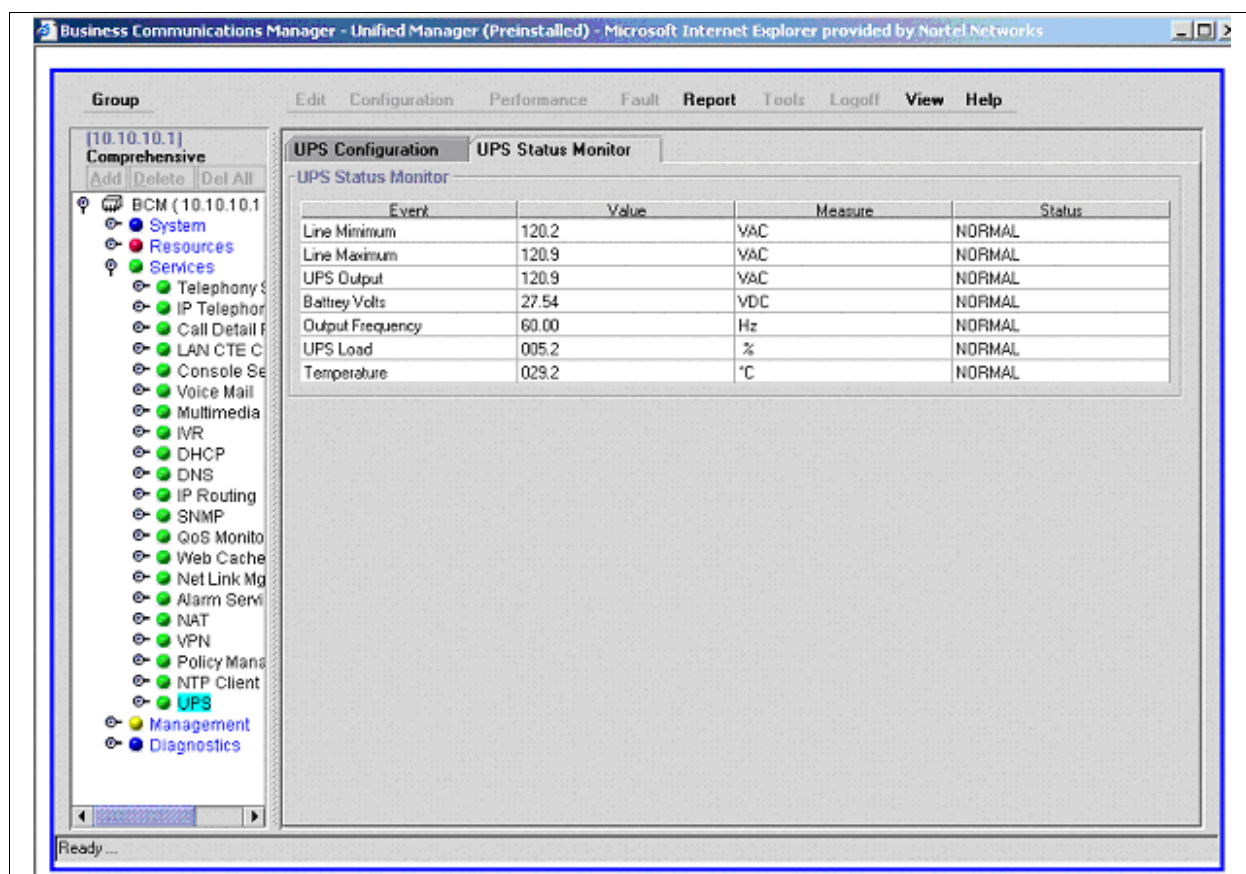 Business Communications Manager - Unified Manager (Preinstalled) - Microsoft Internet Explorer provided by Nortel Networks
Group Edit Configuration Performance Fault Report Tools Logoff View Help
[10.10.10.1]
Comprehensive
Add Delete Del All
BCM (10.10.10.1
System
Resources
Services
Telephony S
IP Telephor
Call Detail F
LAN CTE C
Console Se
Voice Mail
Multimedia
IVR
DHCP
DNS
IP Routing
SNMP
QoS Monito
Web Cache
Net Link Mg
Alarm Servi
NAT
VPN
Policy Mana
NTP Client
UPS
Management
Diagnostics
UPS Configuration UPS Status Monitor
UPS Status Monitor
Event Value Measure Status
Line Mimimum 120.2 VAC NORMAL
Line Maximum 120.9 VAC NORMAL
UPS Output 120.9 VAC NORMAL
Battrey Volts 27.54 VDC NORMAL
Output Frequency 60.00 Hz NORMAL
UPS Load 005.2 % NORMAL
Temperature 029.2 °C NORMAL
Ready...